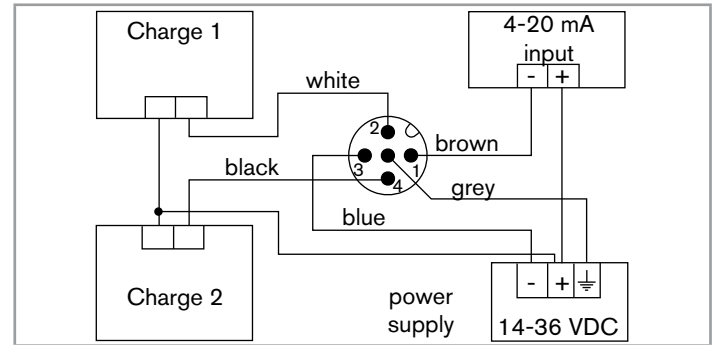 Charge 1
4-20 mA
input
- +
white
2
brown
3
1
black
4
grey
blue
Charge 2
power
supply
- +
14-36 VDC